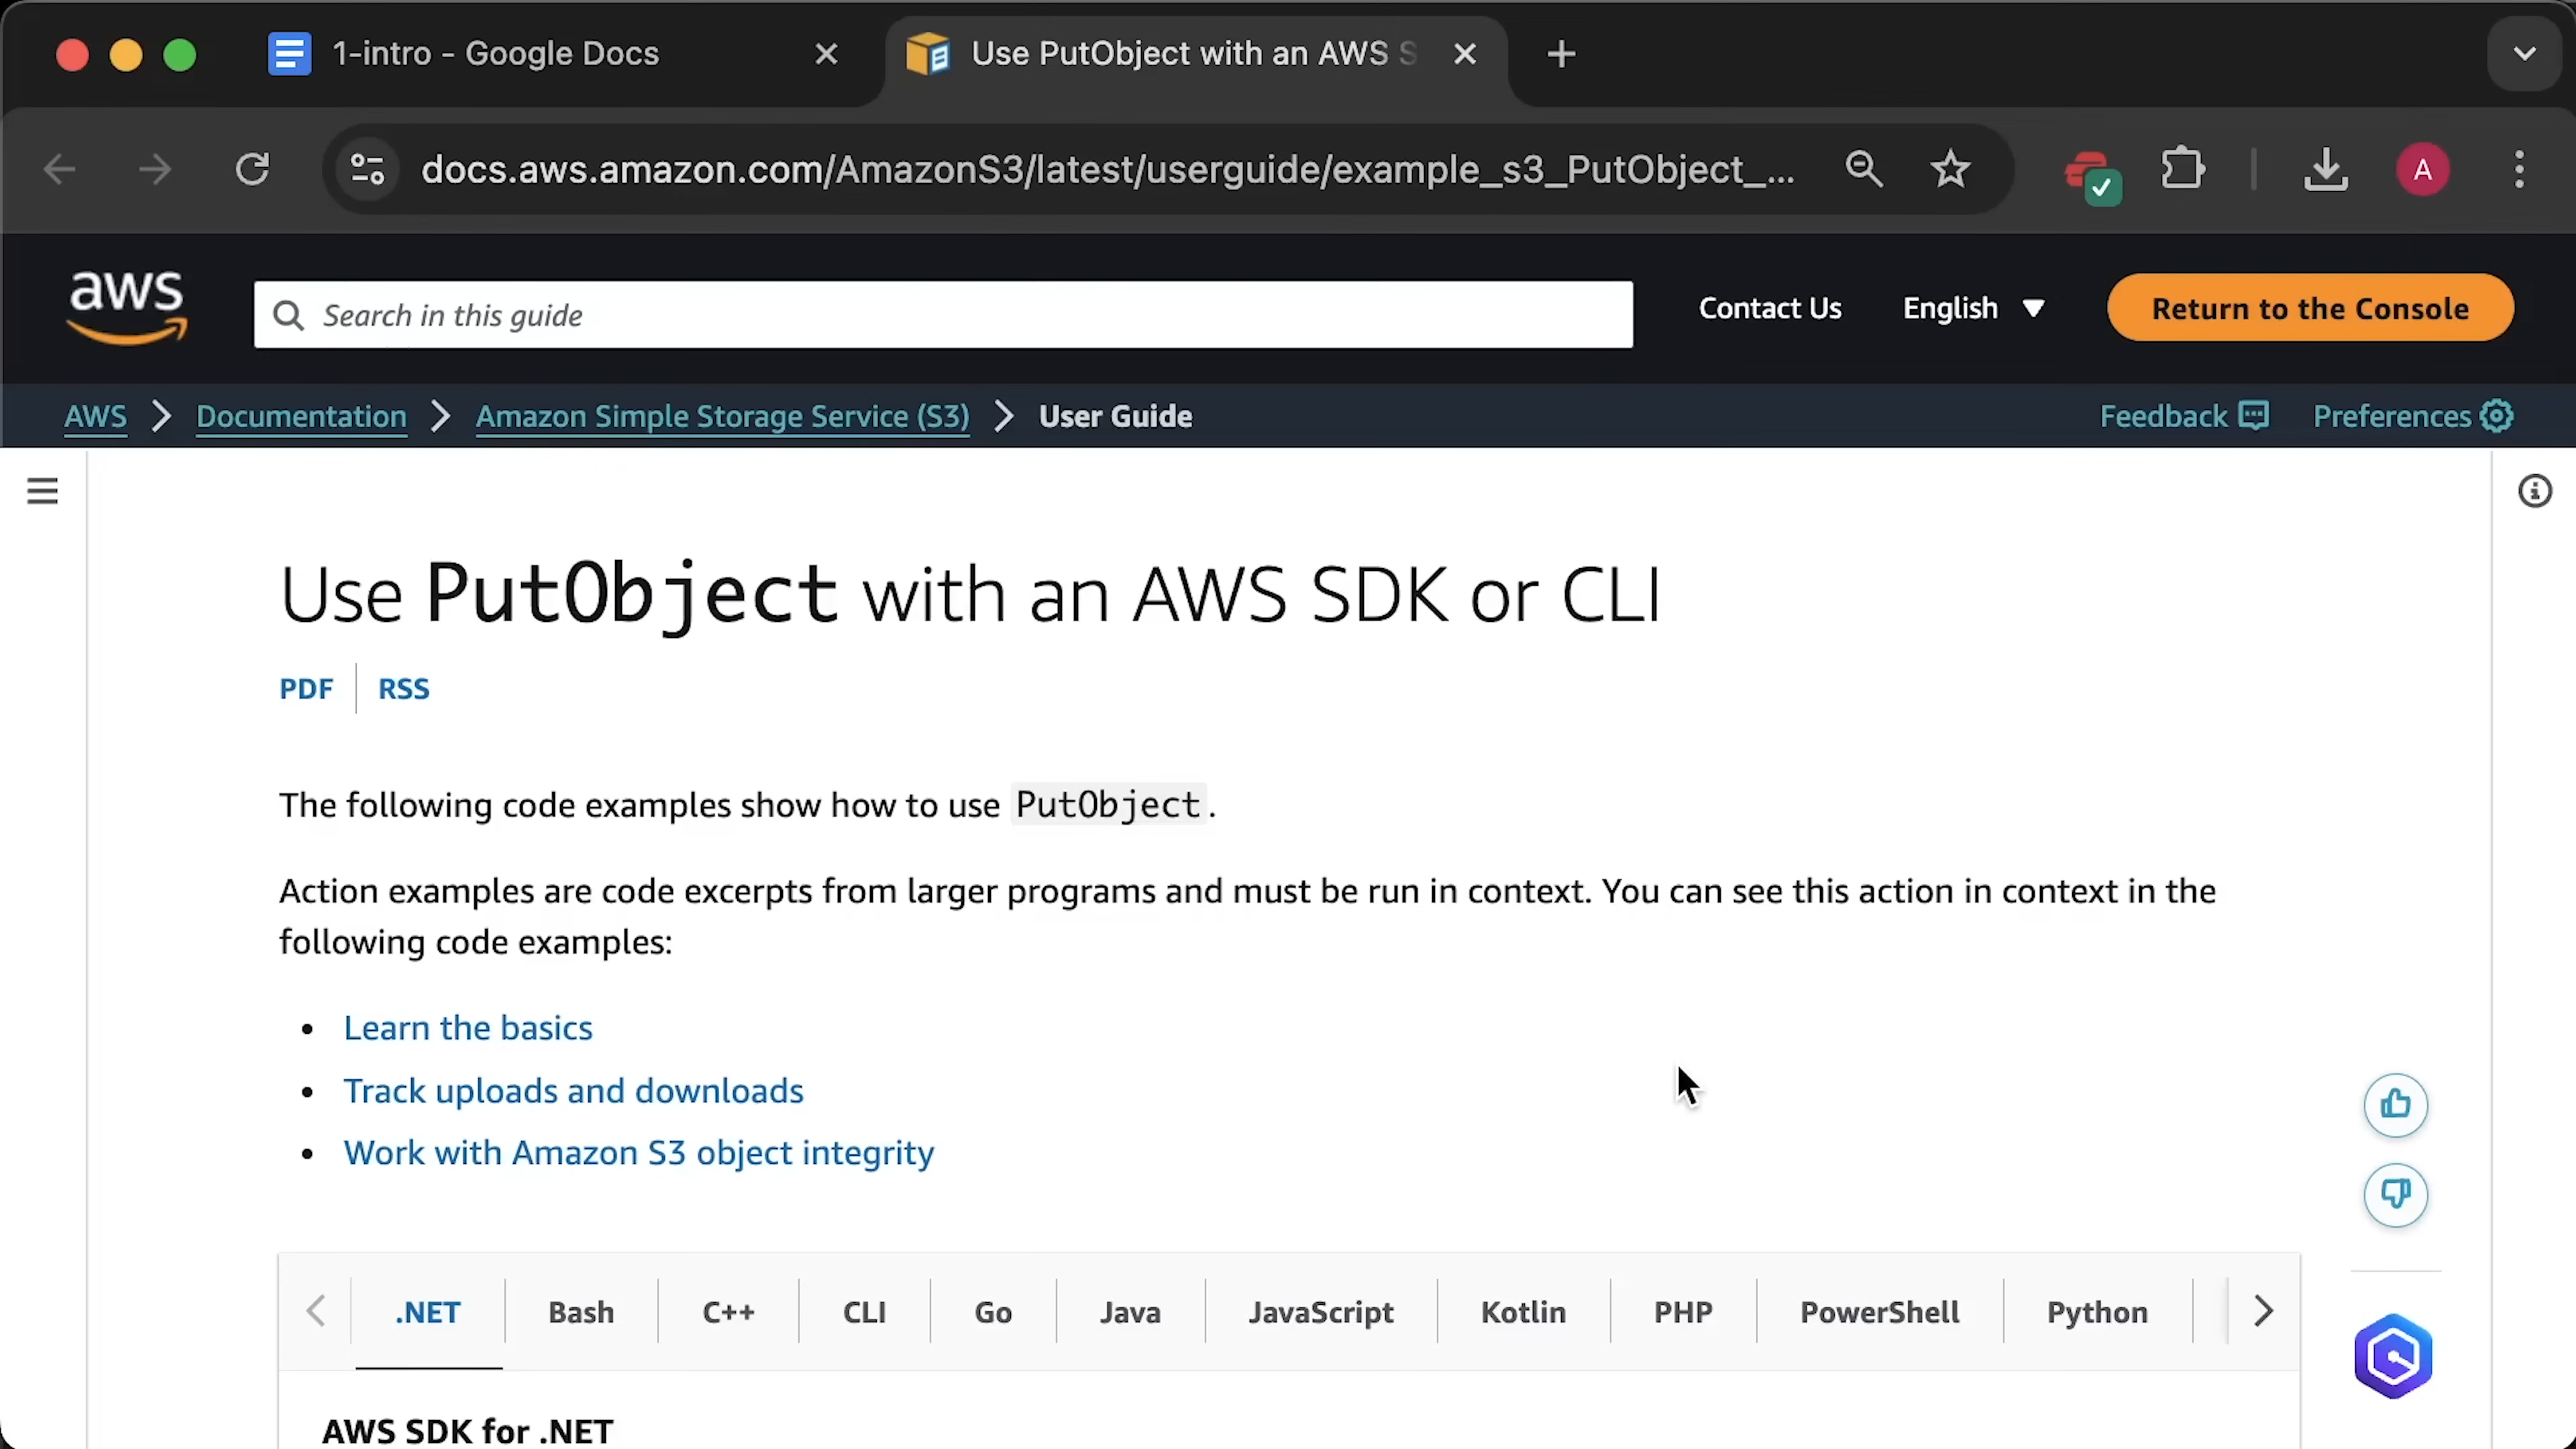 1-intro - Google Docs
Use PutObject with an AWS S
docs.aws.amazon.com/AmazonS3/latest/userguide/example_s3_PutObject_...
A
aws
Search in this guide
Contact Us
English
Return to the Console
AWS
Documentation
Amazon Simple Storage Service (S3)
User Guide
Feedback
Preferences
Use PutObject with an AWS SDK or CLI
PDF
RSS
The following code examples show how to use PutObject.
Action examples are code excerpts from larger programs and must be run in context. You can see this action in context in the
following code examples:
• Learn the basics
• Track uploads and downloads
• Work with Amazon S3 object integrity
.NET
Bash
C++
CLI
Go
Java
JavaScript
Kotlin
PHP
PowerShell
Python
AWS SDK for .NET